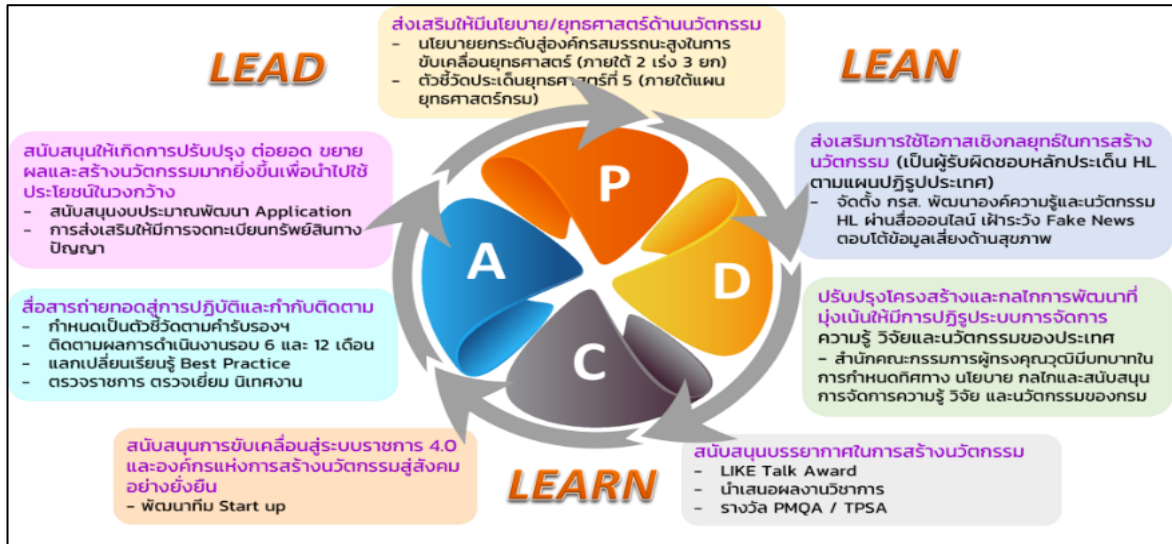 LEAD
ส่งเสริมให้มีนโยบาย/ยุทธศาสตร์ด้านนวัตกรรม
- นโยบายยกระดับสู่องค์กรสมรรถนะสูงในการ
ขับเคลื่อนยุทธศาสตร์ (ภายใต้ 2 เร่ง 3 ยก)
- ตัวชี้วัดประเด็นยุทธศาสตร์ที่ 5 (ภายใต้แผน
ยุทธศาสตร์กรม)
LEAN
สนับสนุนให้เกิดการปรับปรุง ต่อยอด ขยาย
ผลและสร้างนวัตกรรมมากยิ่งขึ้นเพื่อนำไปใช้
ประโยชน์ในวงกว้าง
- สนับสนุนงบประมาณพัฒนา Application
- การส่งเสริมให้มีการจดทะเบียนทรัพย์สินทาง
ปัญญา
P
ส่งเสริมการใช้โอกาสเชิงกลยุทธ์ในการสร้าง
นวัตกรรม (เป็นผู้รับผิดชอบหลักประเด็น HL
ตามแผนปฏิรูปประเทศ)
- จัดตั้ง กรส. พัฒนาองค์ความรู้และนวัตกรรม
HL ผ่านสื่อออนไลน์ เฝ้าระวัง Fake News
ตอบโต้ข้อมูลเสี่ยงด้านสุขภาพ
A
D
สื่อสารถ่ายทอดสู่การปฏิบัติและกำกับติดตาม
- กำหนดเป็นตัวชี้วัดตามคำรับรองฯ
- ติดตามผลการดำเนินงานรอบ 6 และ 12 เดือน
- แลกเปลี่ยนเรียนรู้ Best Practice
- ตรวจราชการ ตรวจเยี่ยม นิเทศงาน
C
ปรับปรุงโครงสร้างและกลไกการพัฒนาที่
มุ่งเน้นให้มีการปฏิรูประบบการจัดการ
ความรู้ วิจัยและนวัตกรรมของประเทศ
- สำนักคณะกรรมการผู้ทรงคุณวุฒิมีบทบาทใน
การกำหนดทิศทาง นโยบาย กลไกและสนับสนุน
การจัดการความรู้ วิจัย และนวัตกรรมของกรม
สนับสนุนการขับเคลื่อนสู่ระบบราชการ 4.0
และองค์กรแห่งการสร้างนวัตกรรมสู่สังคม
อย่างยั่งยืน
- พัฒนาทีม Start up
LEARN
สนับสนุนบรรยากาศในการสร้างนวัตกรรม
- LIKE Talk Award
- นำเสนอผลงานวิชาการ
- รางวัล PMQA / TPSA